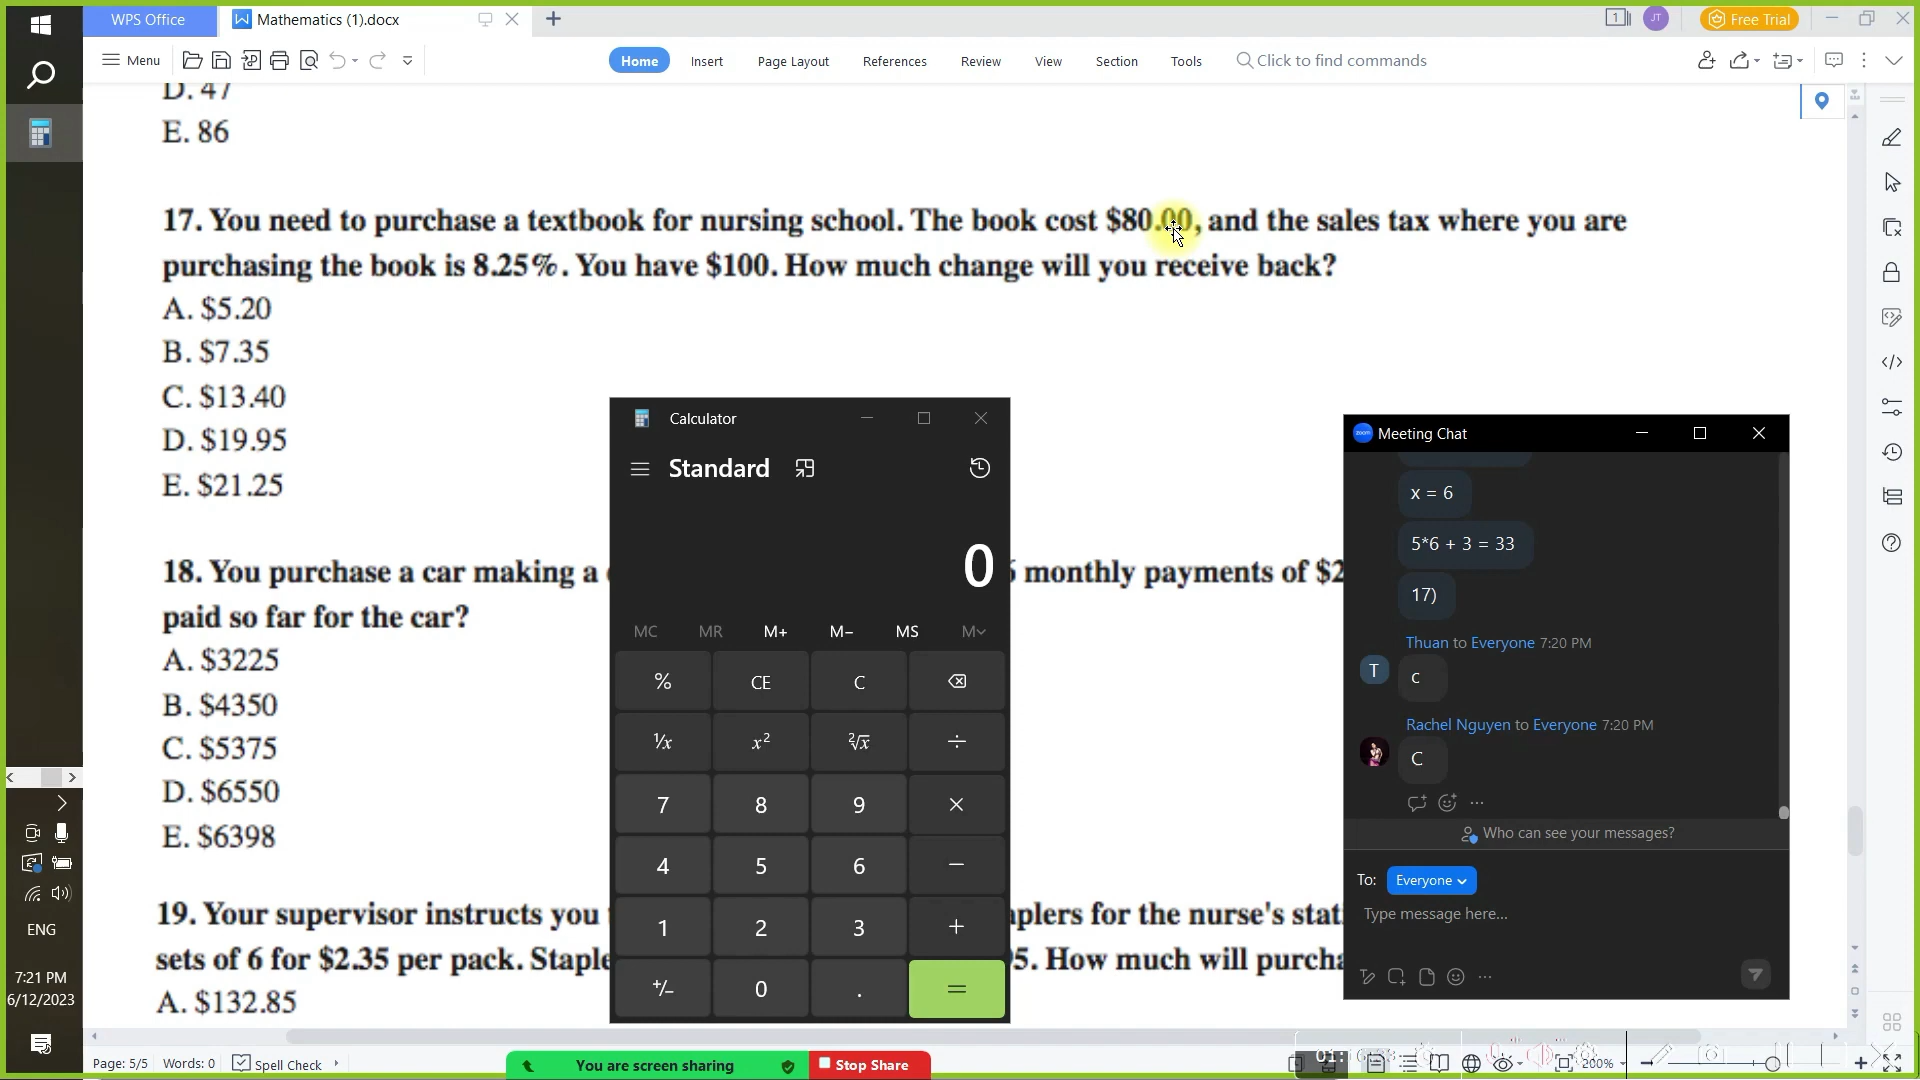 WPS Office
Mathematics (1).docx
1
JT
Free Trial
Menu
Home
Insert
Page Layout
References
Review
View
Section
Tools
Click to find commands
D. 47
E. 86
17. You need to purchase a textbook for nursing school. The book cost $80.00, and the sales tax where you are
purchasing the book is 8.25%. You have $100. How much change will you receive back?
A. $5.20
B. $7.35
C. $13.40
D. $19.95
E. $21.25
18. You purchase a car making a
monthly payments of $2
paid so far for the car?
A. $3225
B. $4350
C. $5375
D. $6550
E. $6398
19. Your supervisor instructs you
aplers for the nurse's stati
sets of 6 for $2.35 per pack. Staple
5. How much will purcha
A. $132.85
Calculator
Standard
0
MC MR M+ M− MS M
% CE C
⅟x x² ²√x ÷
7 8 9 ×
4 5 6 −
1 2 3 +
+/− 0 . =
zoom
Meeting Chat
x = 6
5*6 + 3 = 33
17)
Thuan to Everyone 7:20 PM
T
c
Rachel Nguyen to Everyone 7:20 PM
C
Who can see your messages?
To: Everyone
Type message here...
ENG
7:21 PM
6/12/2023
Page: 5/5
Words: 0
Spell Check
You are screen sharing
Stop Share
200%